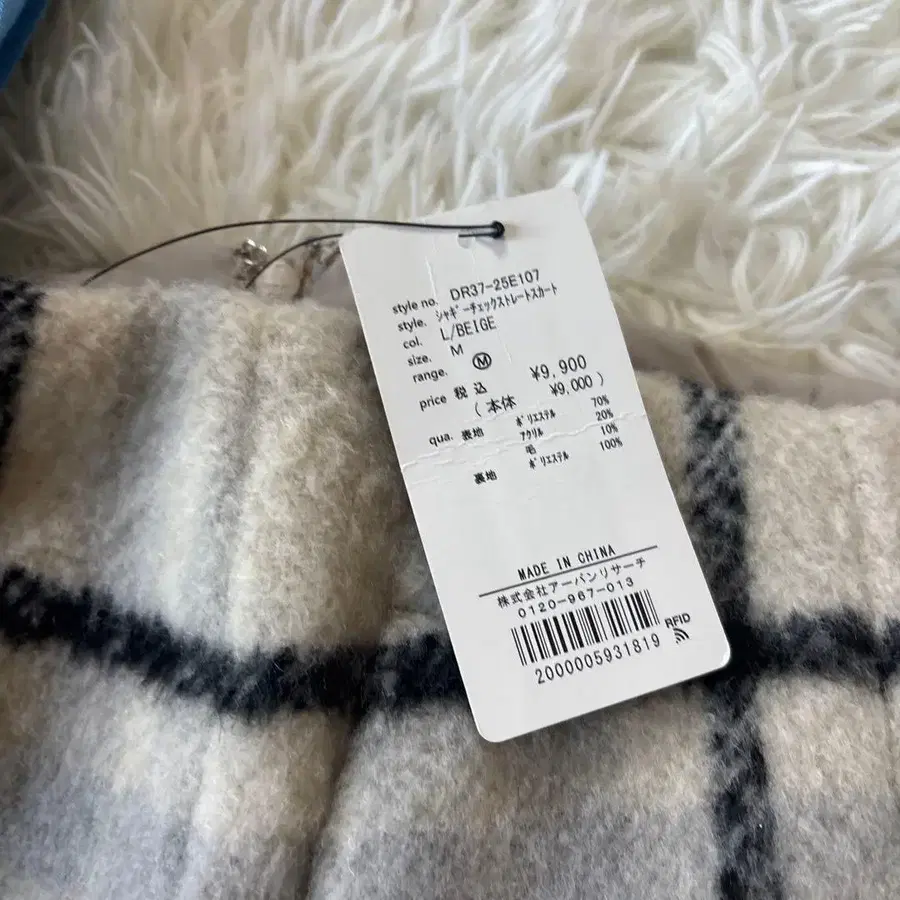 style no. DR37-25E107
style. シャギーチェックストレートスカート
col. L/BEIGE
size. M
range. Ⓜ
price 税込 ¥9,900
(本体 ¥9,000)
qua. 表地 ポリエステル 70%
アクリル 20%
毛 10%
裏地 ポリエステル 100%
MADE IN CHINA
株式会社アーバンリサーチ
0120-967-013
RFID
2000005931819